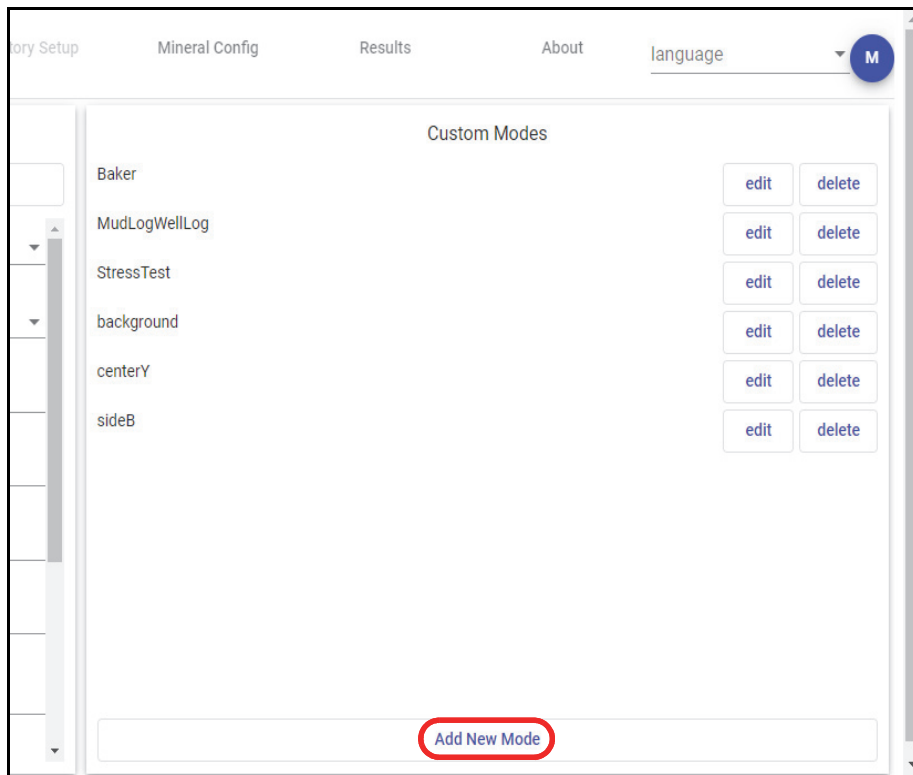 tory Setup Mineral Config Results About language M
Custom Modes
Baker edit delete
MudLogWellLog edit delete
StressTest edit delete
background edit delete
centerY edit delete
sideB edit delete
Add New Mode